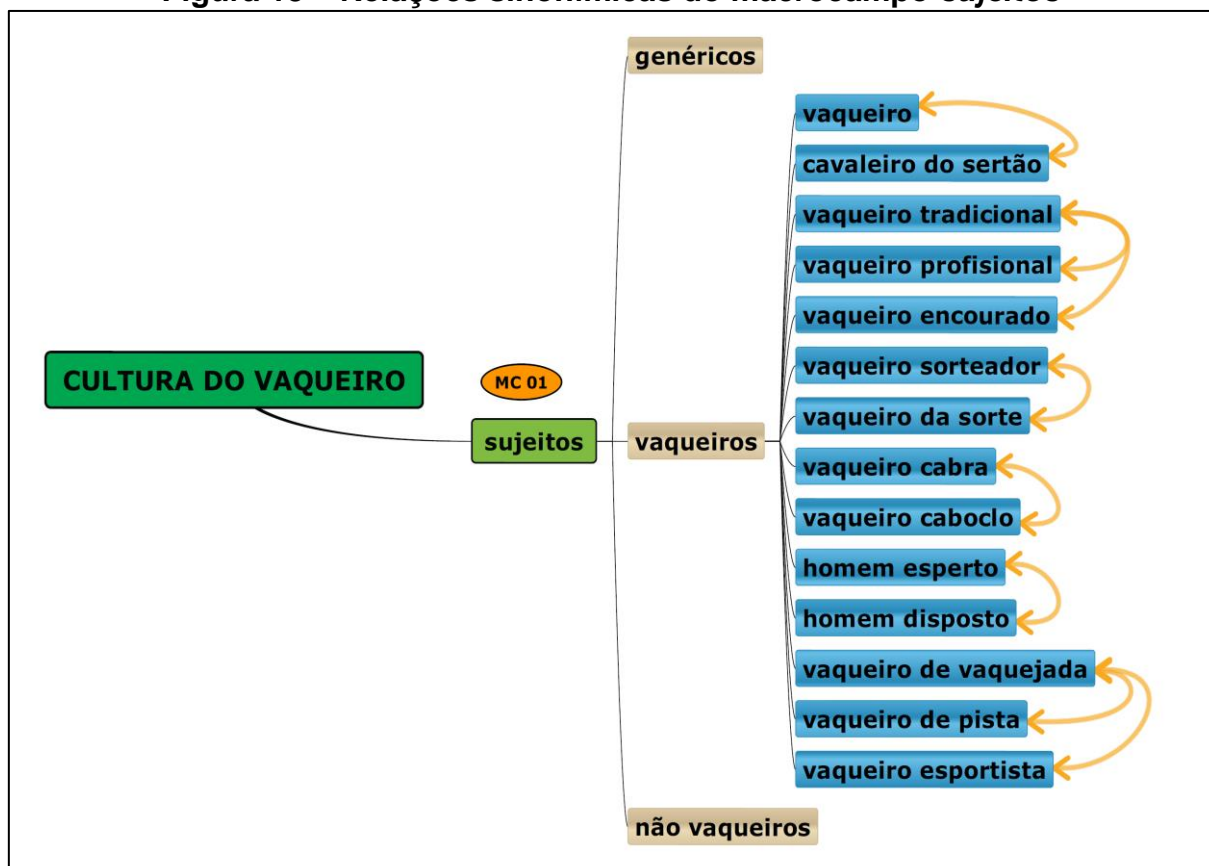 genéricos
vaqueiro
cavaleiro do sertão
vaqueiro tradicional
vaqueiro profisional
vaqueiro encourado
CULTURA DO VAQUEIRO
MC 01
sujeitos
vaqueiros
vaqueiro sorteador
vaqueiro da sorte
vaqueiro cabra
vaqueiro caboclo
homem esperto
homem disposto
vaqueiro de vaquejada
vaqueiro de pista
vaqueiro esportista
não vaqueiros